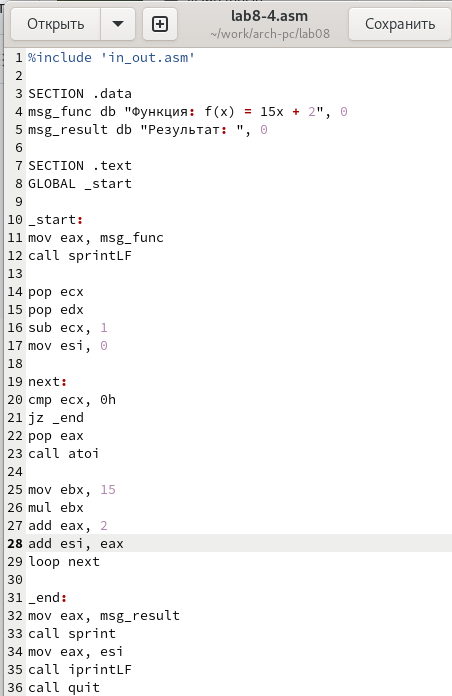 Открыть
lab8-4.asm
~/work/arch-pc/lab08
Сохранить
1 %include 'in_out.asm'
2
3 SECTION .data
4 msg_func db "Функция: f(x) = 15x + 2", 0
5 msg_result db "Результат: ", 0
6
7 SECTION .text
8 GLOBAL _start
9
10 _start:
11 mov eax, msg_func
12 call sprintLF
13
14 pop ecx
15 pop edx
16 sub ecx, 1
17 mov esi, 0
18
19 next:
20 cmp ecx, 0h
21 jz _end
22 pop eax
23 call atoi
24
25 mov ebx, 15
26 mul ebx
27 add eax, 2
28 add esi, eax
29 loop next
30
31 _end:
32 mov eax, msg_result
33 call sprint
34 mov eax, esi
35 call iprintLF
36 call quit